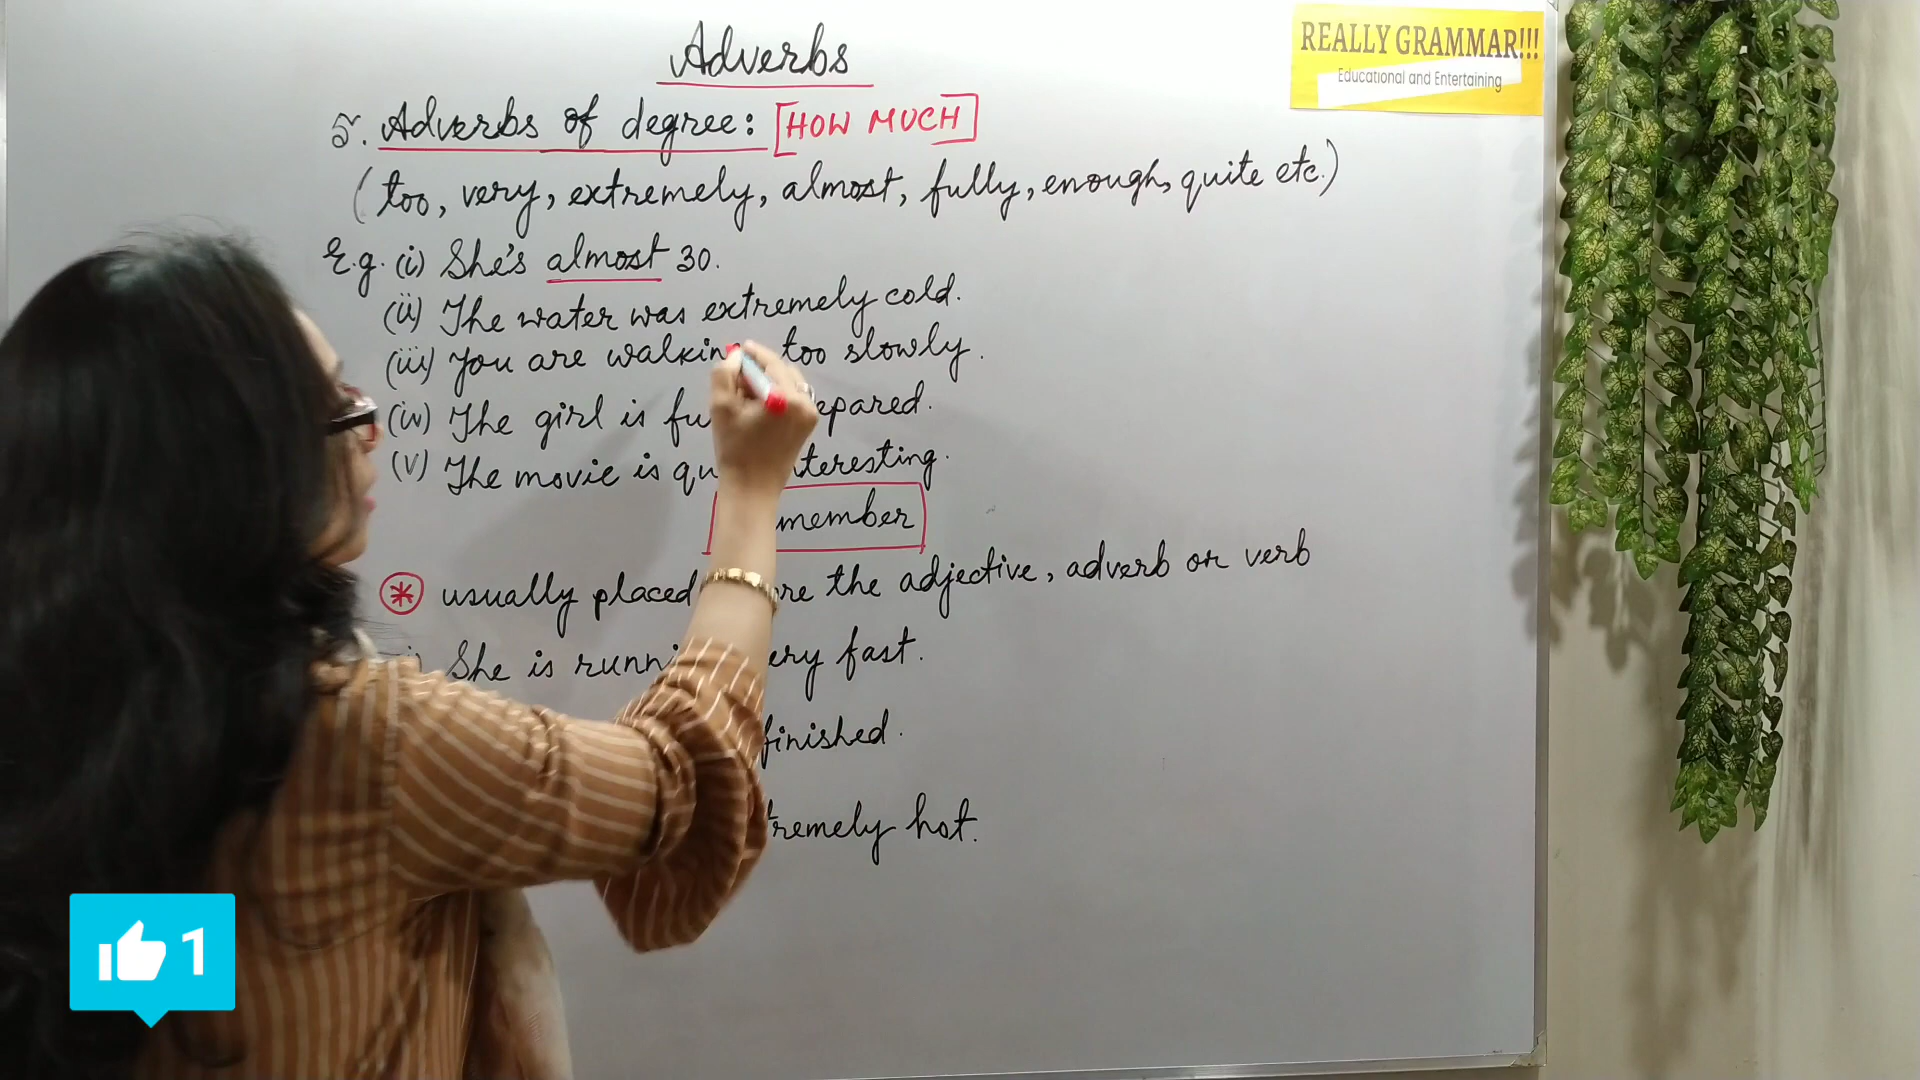 Adverbs
REALLY GRAMMAR!!!
Educational and Entertaining
5. Adverbs of degree: [HOW MUCH]
(too, very, extremely, almost, fully, enough, quite etc.)
E.g. (i) She's almost 30.
(ii) The water was extremely cold.
(iii) You are walking too slowly.
(iv) The girl is fu epared.
(v) The movie is qu nteresting.
member
* usually placed re the adjective, adverb or verb
She is runni ery fast.
finished.
tremely hot.
1